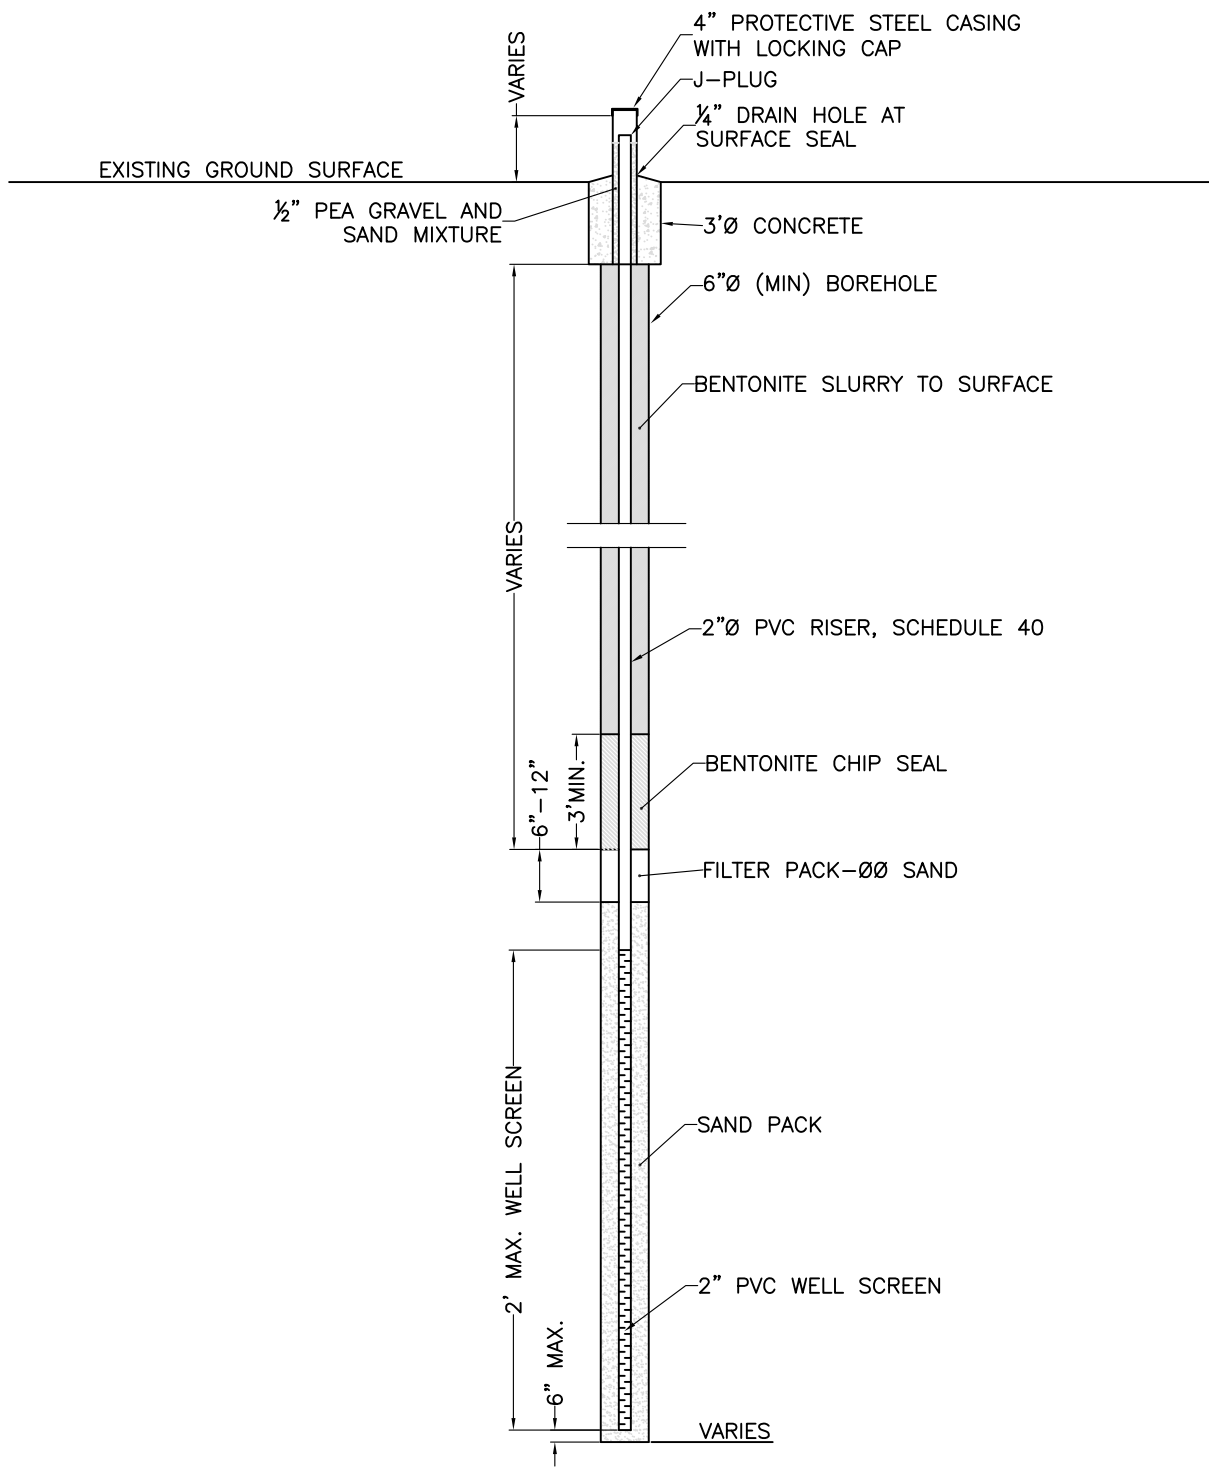 4” PROTECTIVE STEEL CASING
WITH LOCKING CAP
J-PLUG
¼” DRAIN HOLE AT
SURFACE SEAL
VARIES
EXISTING GROUND SURFACE
½” PEA GRAVEL AND
SAND MIXTURE
3’Ø CONCRETE
6”Ø (MIN) BOREHOLE
BENTONITE SLURRY TO SURFACE
VARIES
2”Ø PVC RISER, SCHEDULE 40
BENTONITE CHIP SEAL
3’MIN.
6”-12”
FILTER PACK-ØØ SAND
2’ MAX. WELL SCREEN
SAND PACK
2” PVC WELL SCREEN
6” MAX.
VARIES